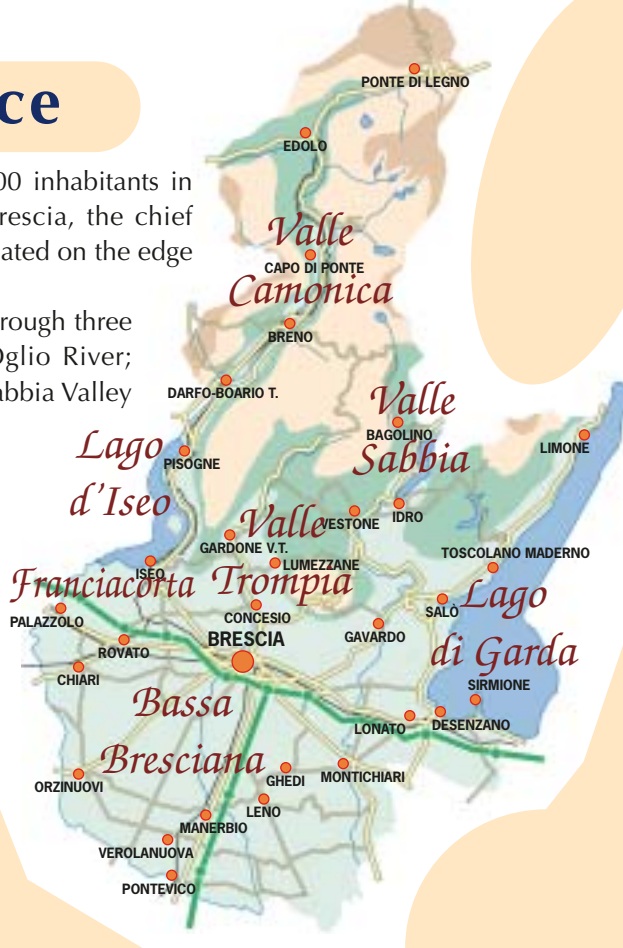 ce
00 inhabitants in
rescia, the chief
ated on the edge
rough three
Oglio River;
abbia Valley
PONTE DI LEGNO
EDOLO
Valle
CAPO DI PONTE
Camonica
BRENO
DARFO-BOARIO T.
Valle
BAGOLINO
Sabbia
LIMONE
Lago
PISOGNE
d'Iseo
VESTONE
IDRO
Valle
GARDONE V.T.
LUMEZZANE
Trompia
TOSCOLANO MADERNO
ISEO
Franciacorta
PALAZZOLO
CONCESIO
SALÒ
Lago
di Garda
GAVARDO
BRESCIA
ROVATO
CHIARI
SIRMIONE
Bassa
LONATO
DESENZANO
Bresciana
GHEDI
MONTICHIARI
ORZINUOVI
LENO
MANERBIO
VEROLANUOVA
PONTEVICO